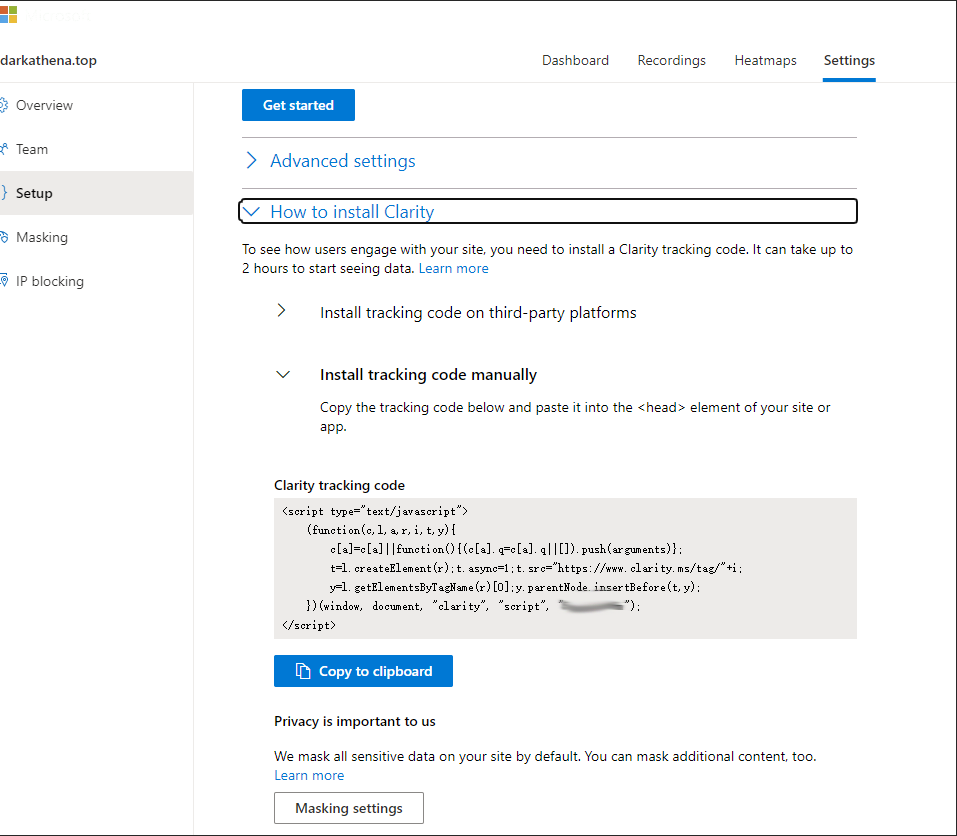 darkathena.top
Dashboard
Recordings
Heatmaps
Settings
Overview
Team
Setup
Masking
IP blocking
Get started
Advanced settings
How to install Clarity
To see how users engage with your site, you need to install a Clarity tracking code. It can take up to
2 hours to start seeing data. Learn more
Install tracking code on third-party platforms
Install tracking code manually
Copy the tracking code below and paste it into the <head> element of your site or
app.
Clarity tracking code
<script type="text/javascript">
(function(c,l,a,r,i,t,y){
c[a]=c[a]||function(){(c[a].q=c[a].q||[]).push(arguments)};
t=l.createElement(r);t.async=1;t.src="https://www.clarity.ms/tag/"+i;
y=l.getElementsByTagName(r)[0];y.parentNode.insertBefore(t,y);
})(window, document, "clarity", "script", "");
</script>
Copy to clipboard
Privacy is important to us
We mask all sensitive data on your site by default. You can mask additional content, too.
Learn more
Masking settings